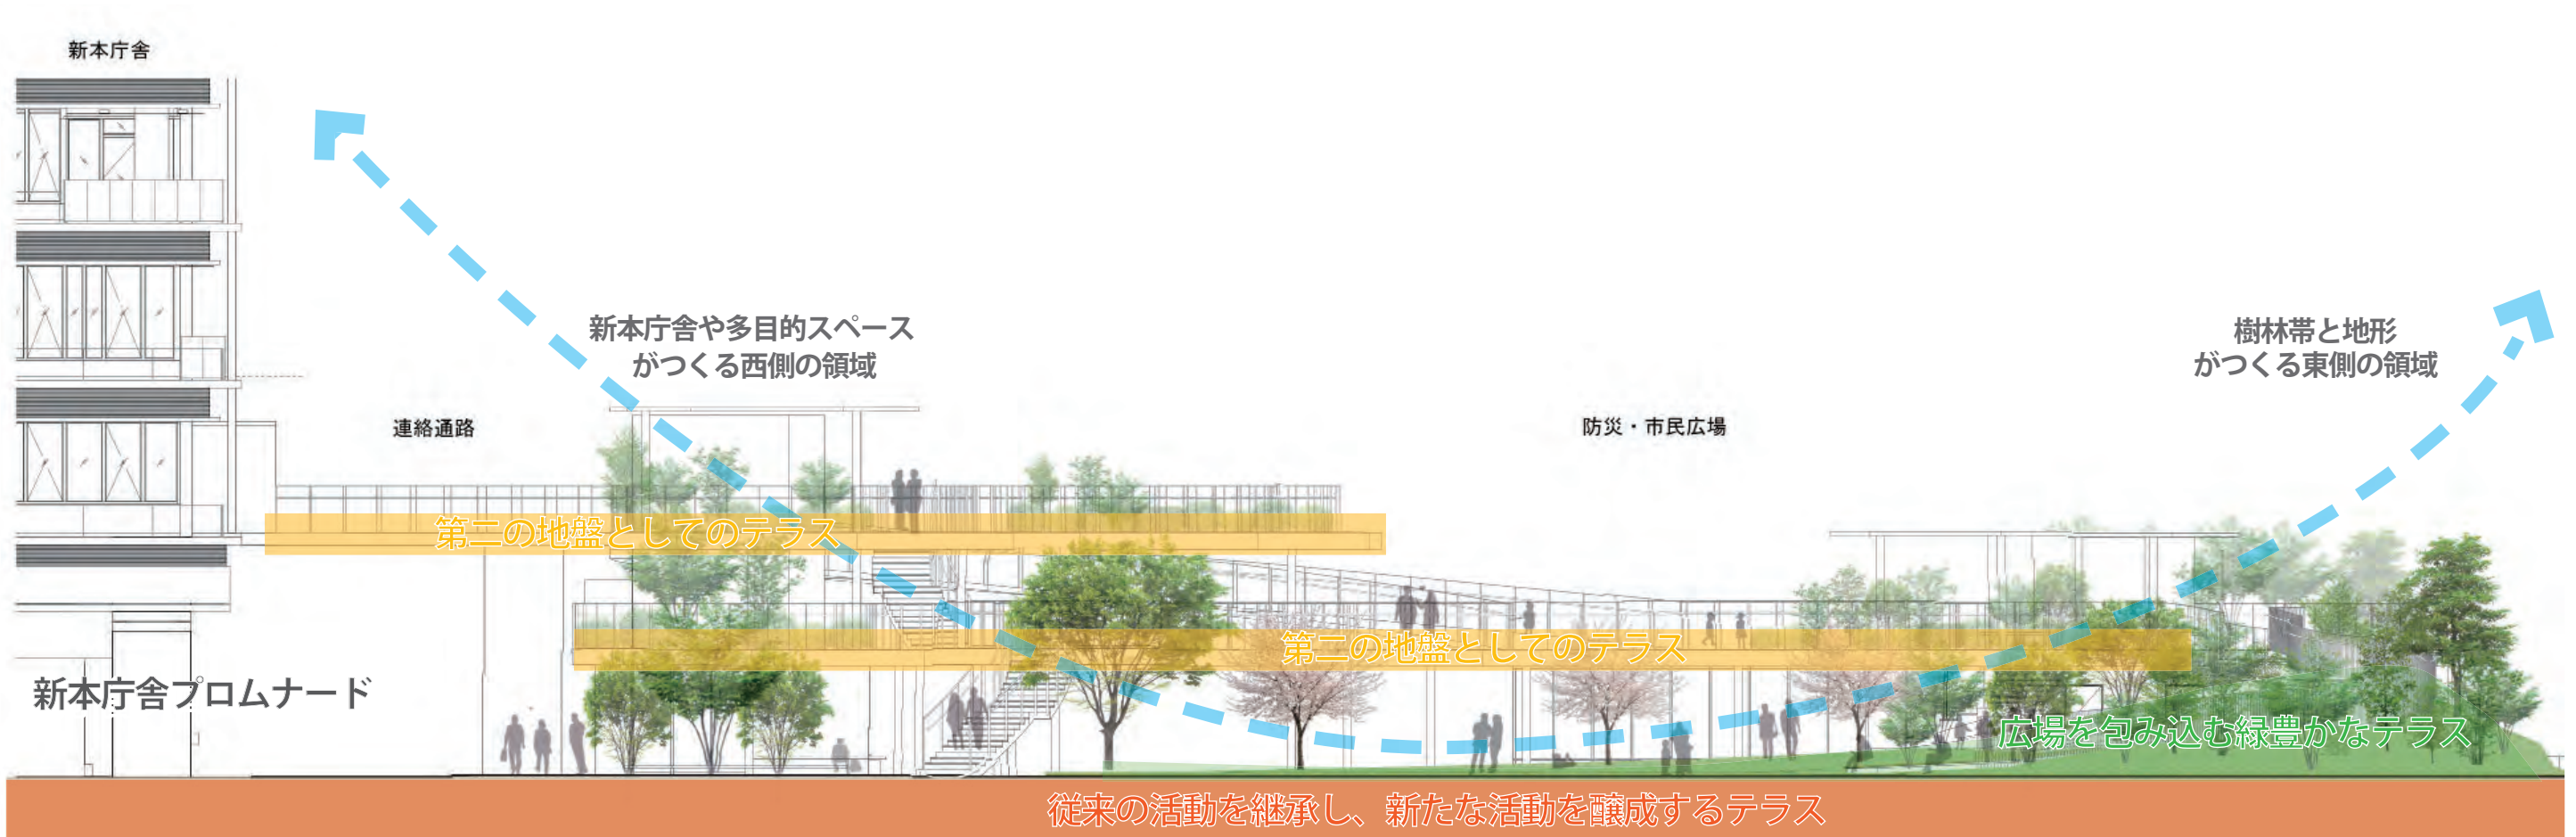 新本庁舎
新本庁舎や多目的スペース
がつくる西側の領域
樹林帯と地形
がつくる東側の領域
連絡通路
防災・市民広場
第二の地盤としてのテラス
第二の地盤としてのテラス
新本庁舎プロムナード
広場を包み込む緑豊かなテラス
従来の活動を継承し、新たな活動を醸成するテラス